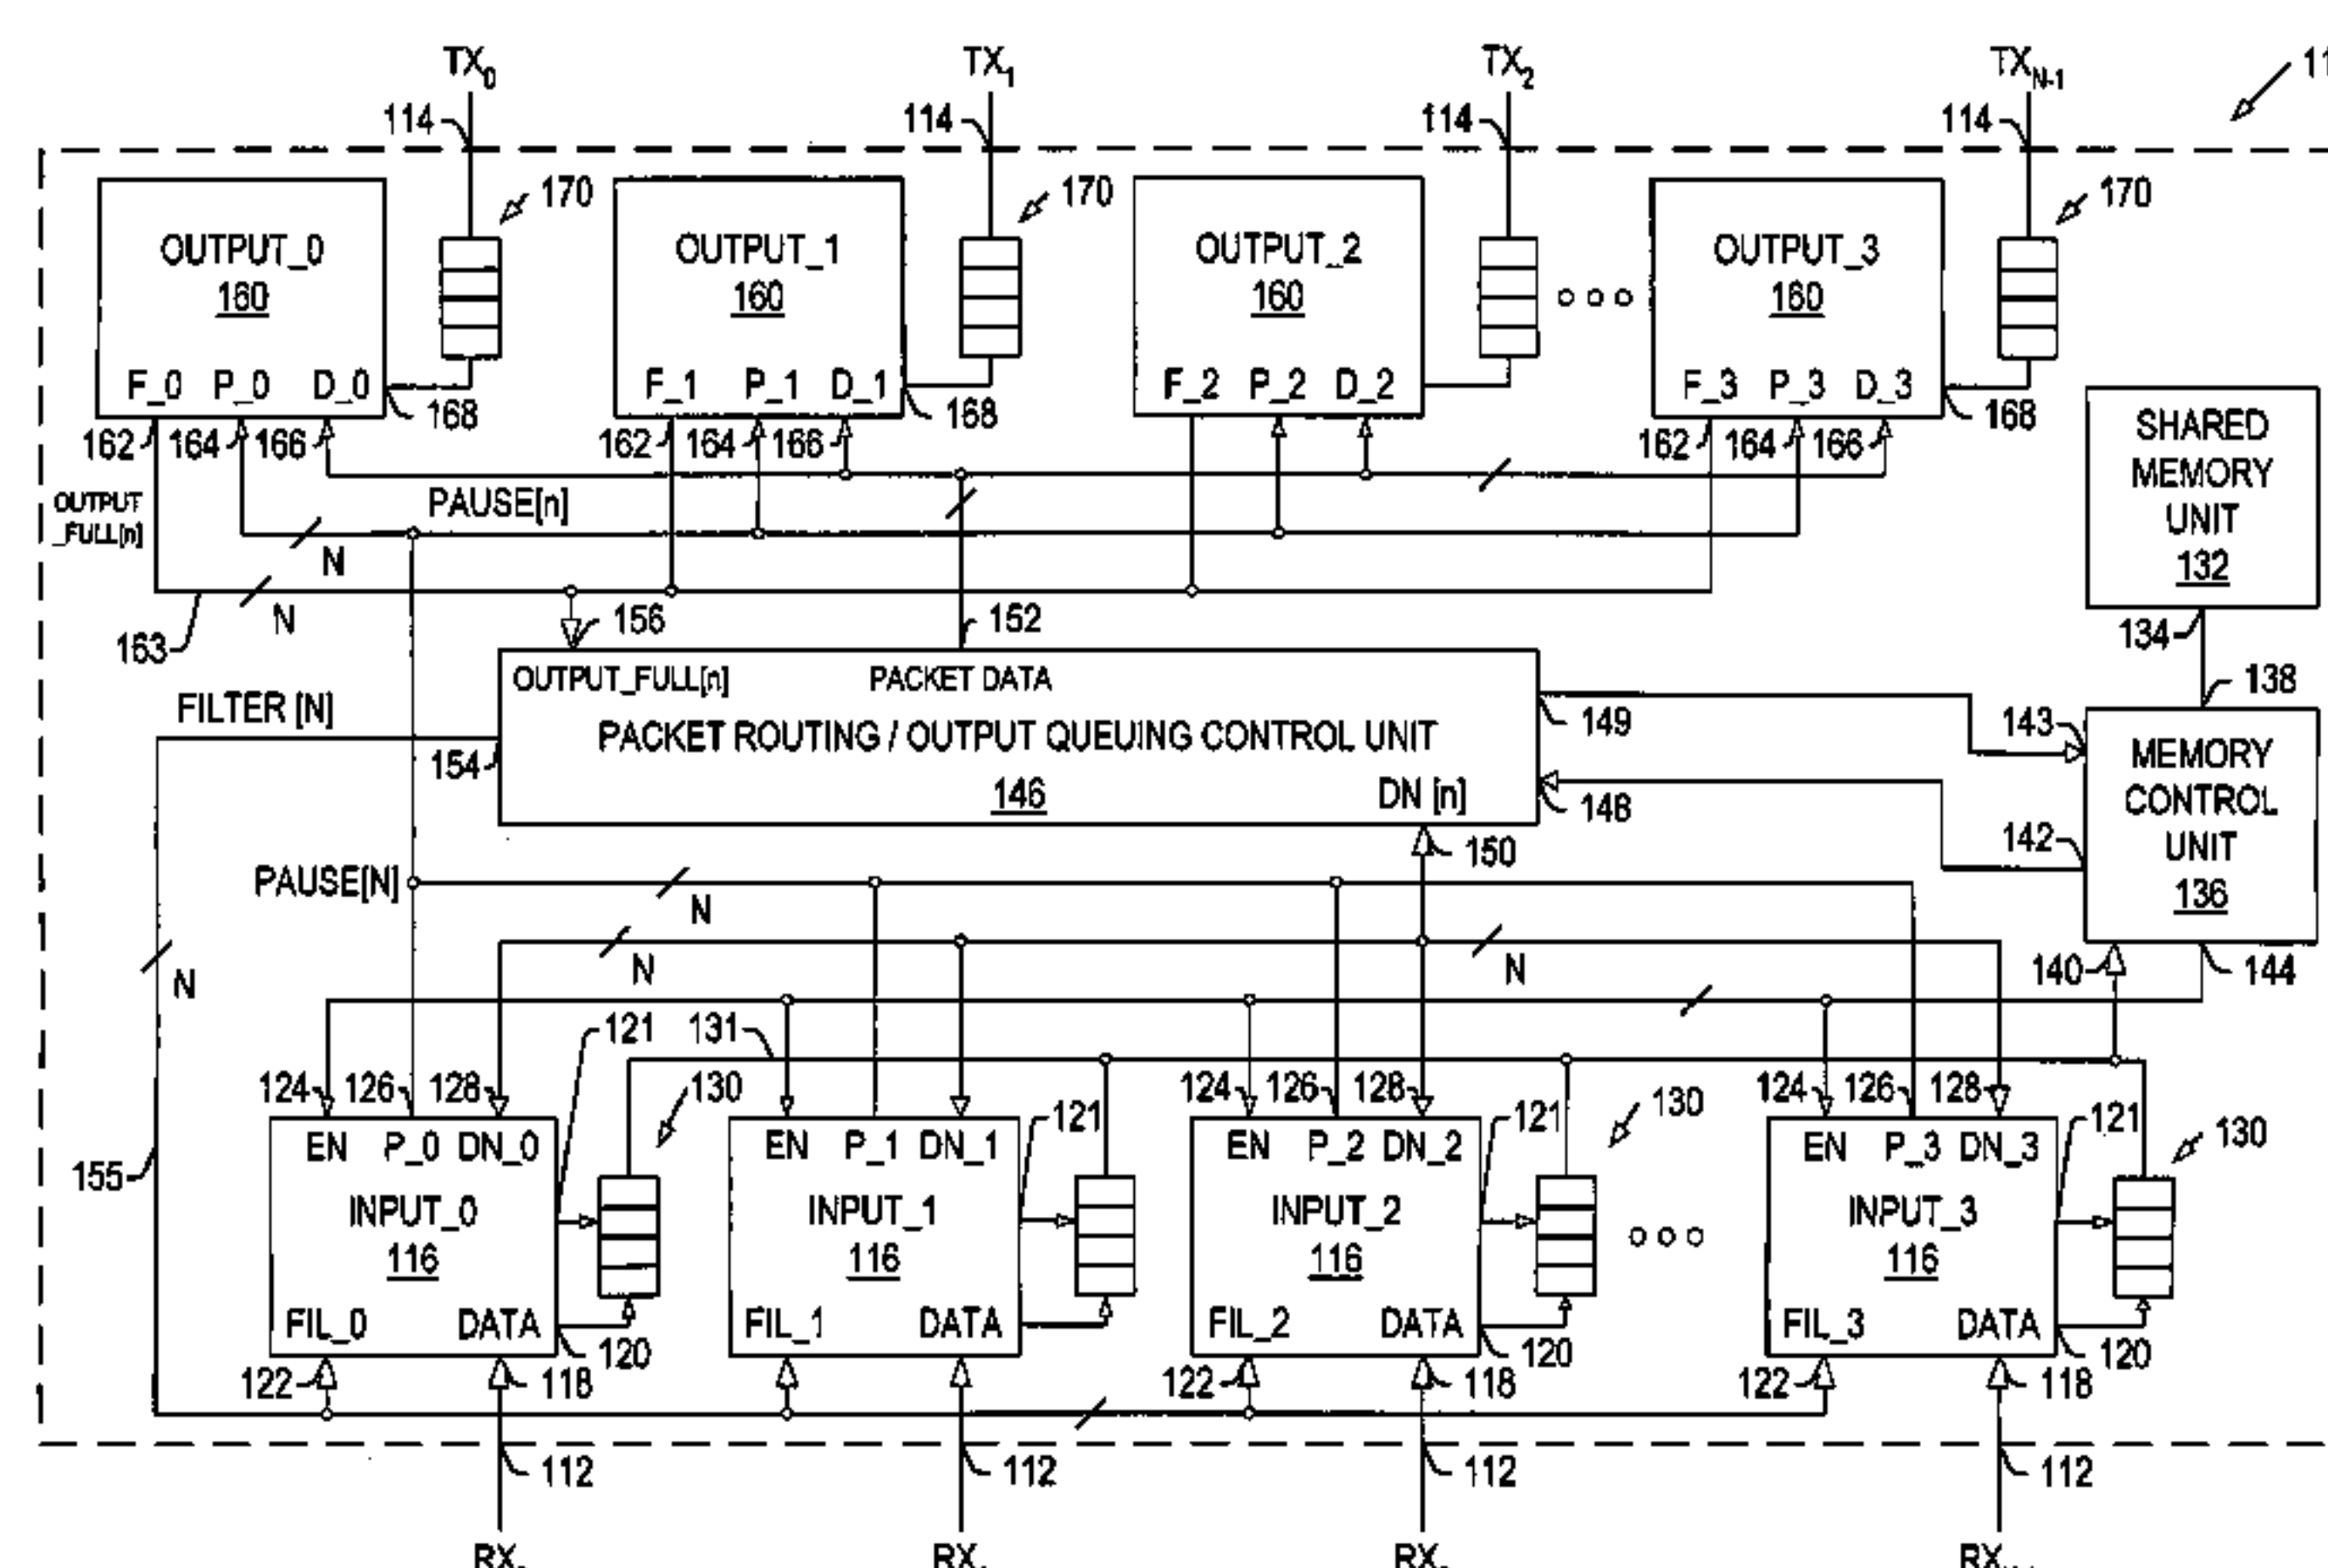 TX0 TX1 TX2 TXN-1
114 114 114 114
170 170 170
OUTPUT_0 OUTPUT_1 OUTPUT_2 OUTPUT_3
160 160 160 160
F_0 P_0 D_0 F_1 P_1 D_1 F_2 P_2 D_2 F_3 P_3 D_3
168 168 168
162 164 166 162 164 166 162 164 166
SHARED
MEMORY
UNIT
132
OUTPUT
_FULL[n]
PAUSE[n]
N
N
163
156 152
134
OUTPUT_FULL[n] PACKET DATA
PACKET ROUTING / OUTPUT QUEUING CONTROL UNIT
146
DN [n]
FILTER [N]
154
149
148
150
138
143
MEMORY
CONTROL
UNIT
136
142
140 144
PAUSE[N]
N
N N
N
155
121 131
124 126 128 130 124 126 128 130 124 126 128 130
121 121 121
EN P_0 DN_0 EN P_1 DN_1 EN P_2 DN_2 EN P_3 DN_3
INPUT_0 INPUT_1 INPUT_2 INPUT_3
116 116 116 116
FIL_0 DATA FIL_1 DATA FIL_2 DATA FIL_3 DATA
120 120 120
122 118 122 118 122 118
112 112 112 112
RX RX RX RX